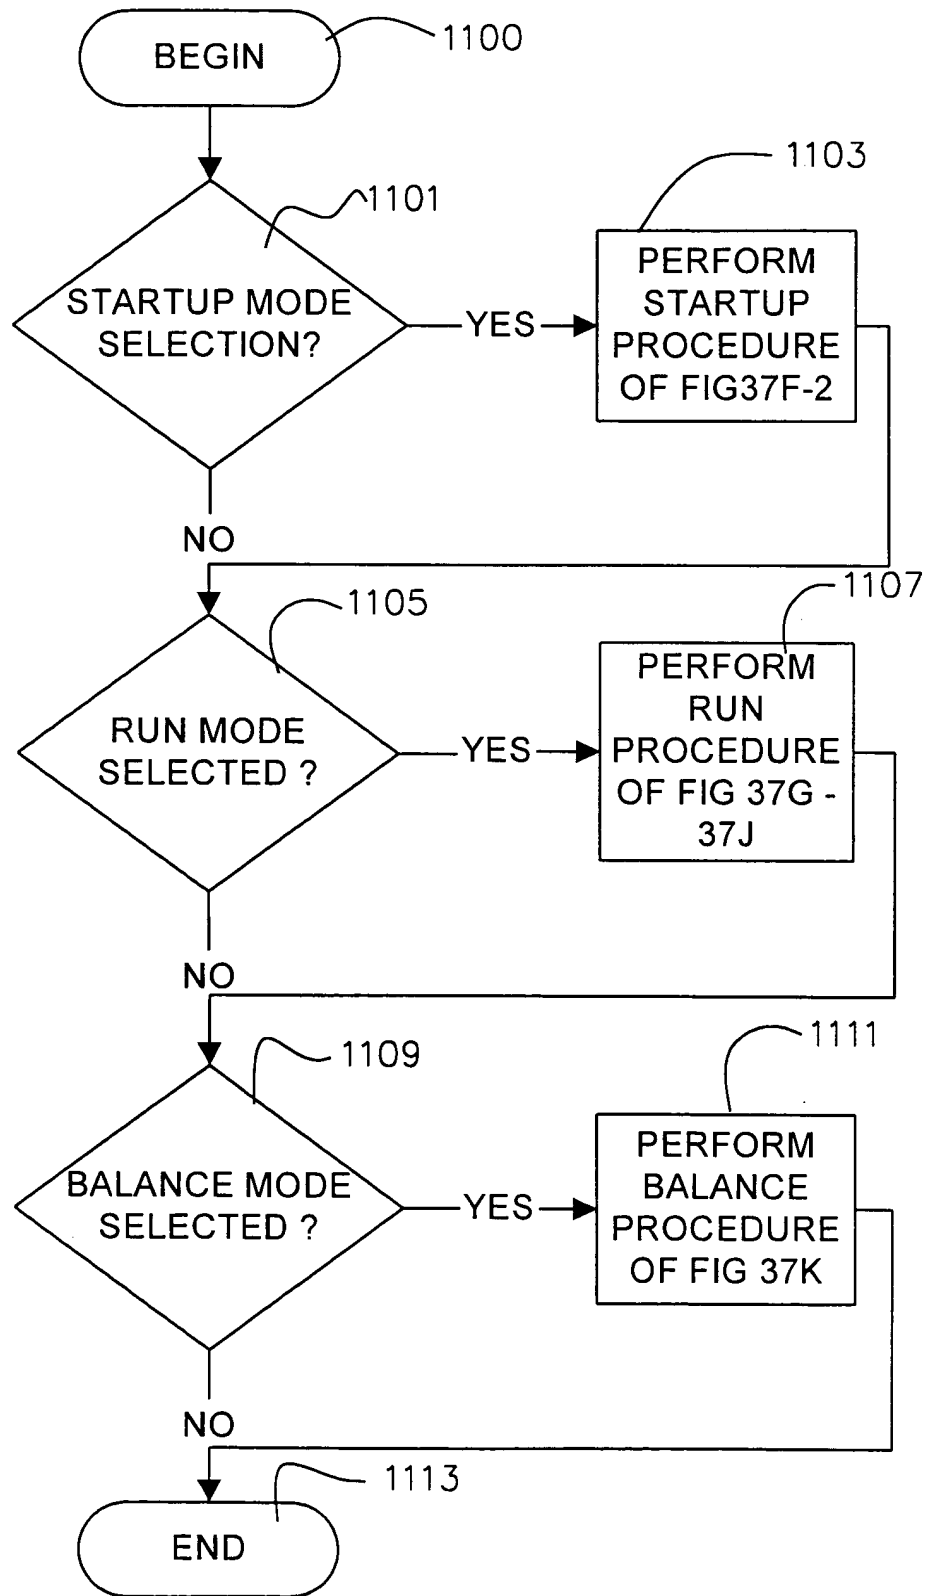 BEGIN
1100
1101
STARTUP MODE
SELECTION?
YES
1103
PERFORM
STARTUP
PROCEDURE
OF FIG37F-2
NO
1105
RUN MODE
SELECTED ?
YES
1107
PERFORM
RUN
PROCEDURE
OF FIG 37G -
37J
NO
1109
BALANCE MODE
SELECTED ?
YES
1111
PERFORM
BALANCE
PROCEDURE
OF FIG 37K
NO
1113
END